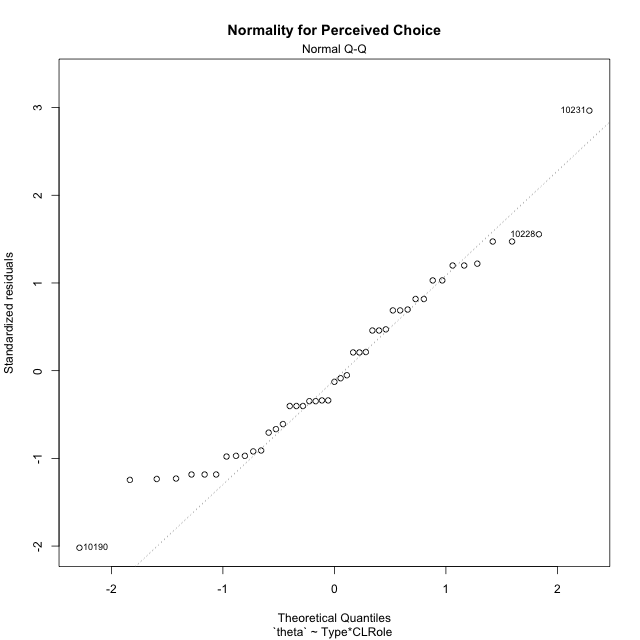 Normality for Perceived Choice
Normal Q-Q
Standardized residuals
3
2
1
0
-1
-2
10231
10228
10190
-2 -1 0 1 2
Theoretical Quantiles
`theta` ~ Type*CLRole